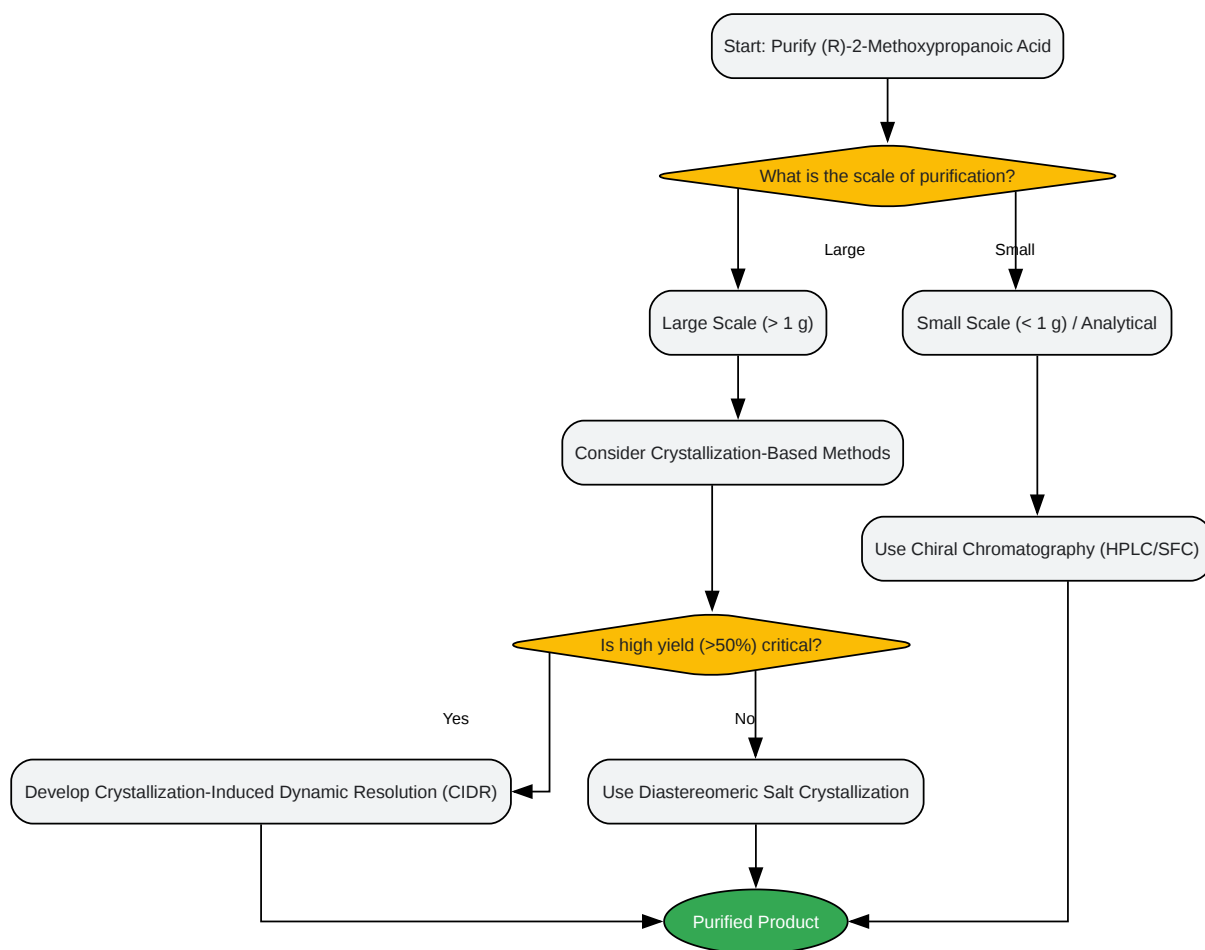 Start: Purify (R)-2-Methoxypropanoic Acid
What is the scale of purification?
Large
Small
Large Scale (> 1 g)
Small Scale (< 1 g) / Analytical
Consider Crystallization-Based Methods
Use Chiral Chromatography (HPLC/SFC)
Is high yield (>50%) critical?
Yes
No
Develop Crystallization-Induced Dynamic Resolution (CIDR)
Use Diastereomeric Salt Crystallization
Purified Product